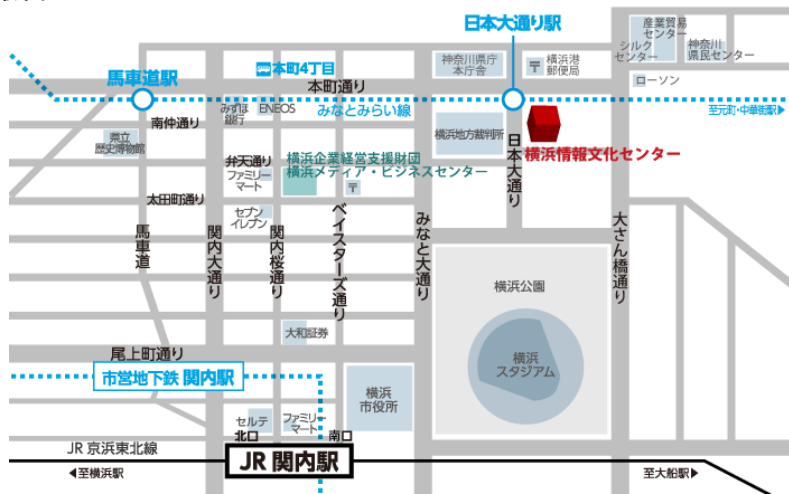 日本大通り駅
産業貿易
センター
シルク
センター
神奈川
県民センター
神奈川県庁
本庁舎
〒
横浜港
郵便局
ローソン
馬車道駅
本町4丁目
本町通り
みずほ
銀行
ENEOS
みなとみらい線
至元町・中華街駅▶
南仲通り
県立
歴史博物館
横浜地方裁判所
日本大通り
横浜情報文化センター
弁天通り
ファミリー
マート
横浜企業経営支援財団
横浜メディア・ビジネスセンター
〒
太田町通り
セブン
イレブン
馬車道
関内大通り
関内桜通り
ベイスターズ通り
みなと大通り
大さん橋通り
横浜公園
横浜
スタジアム
大和証券
尾上町通り
市営地下鉄 関内駅
横浜
市役所
セルテ
ファミリー
マート
北口
南口
JR 京浜東北線
JR 関内駅
◀至横浜駅
至大船駅▶